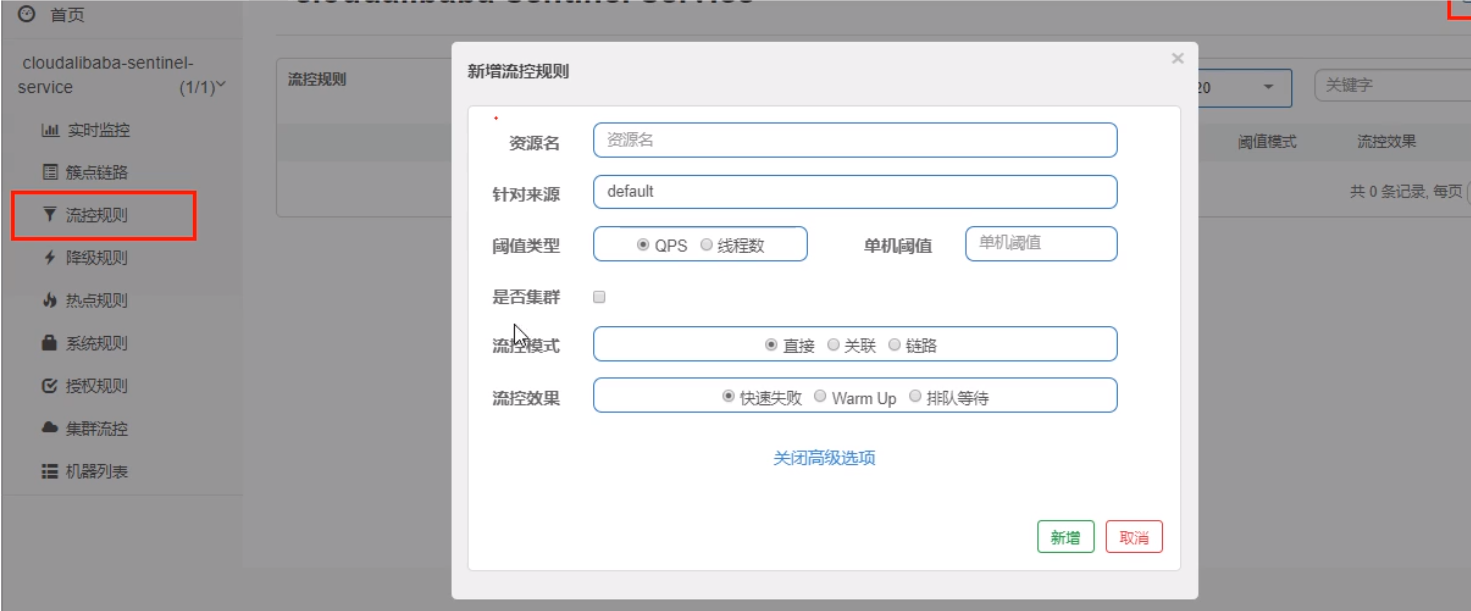 首页
cloudalibaba-sentinel-service
cloudalibaba-sentinel-
service (1/1)
实时监控
簇点链路
流控规则
降级规则
热点规则
系统规则
授权规则
集群流控
机器列表
流控规则
20
关键字
阈值模式 流控效果
共 0 条记录, 每页
新增流控规则
×
资源名 资源名
针对来源 default
阈值类型 QPS 线程数 单机阈值 单机阈值
是否集群
流控模式 直接 关联 链路
流控效果 快速失败 Warm Up 排队等待
关闭高级选项
新增 取消